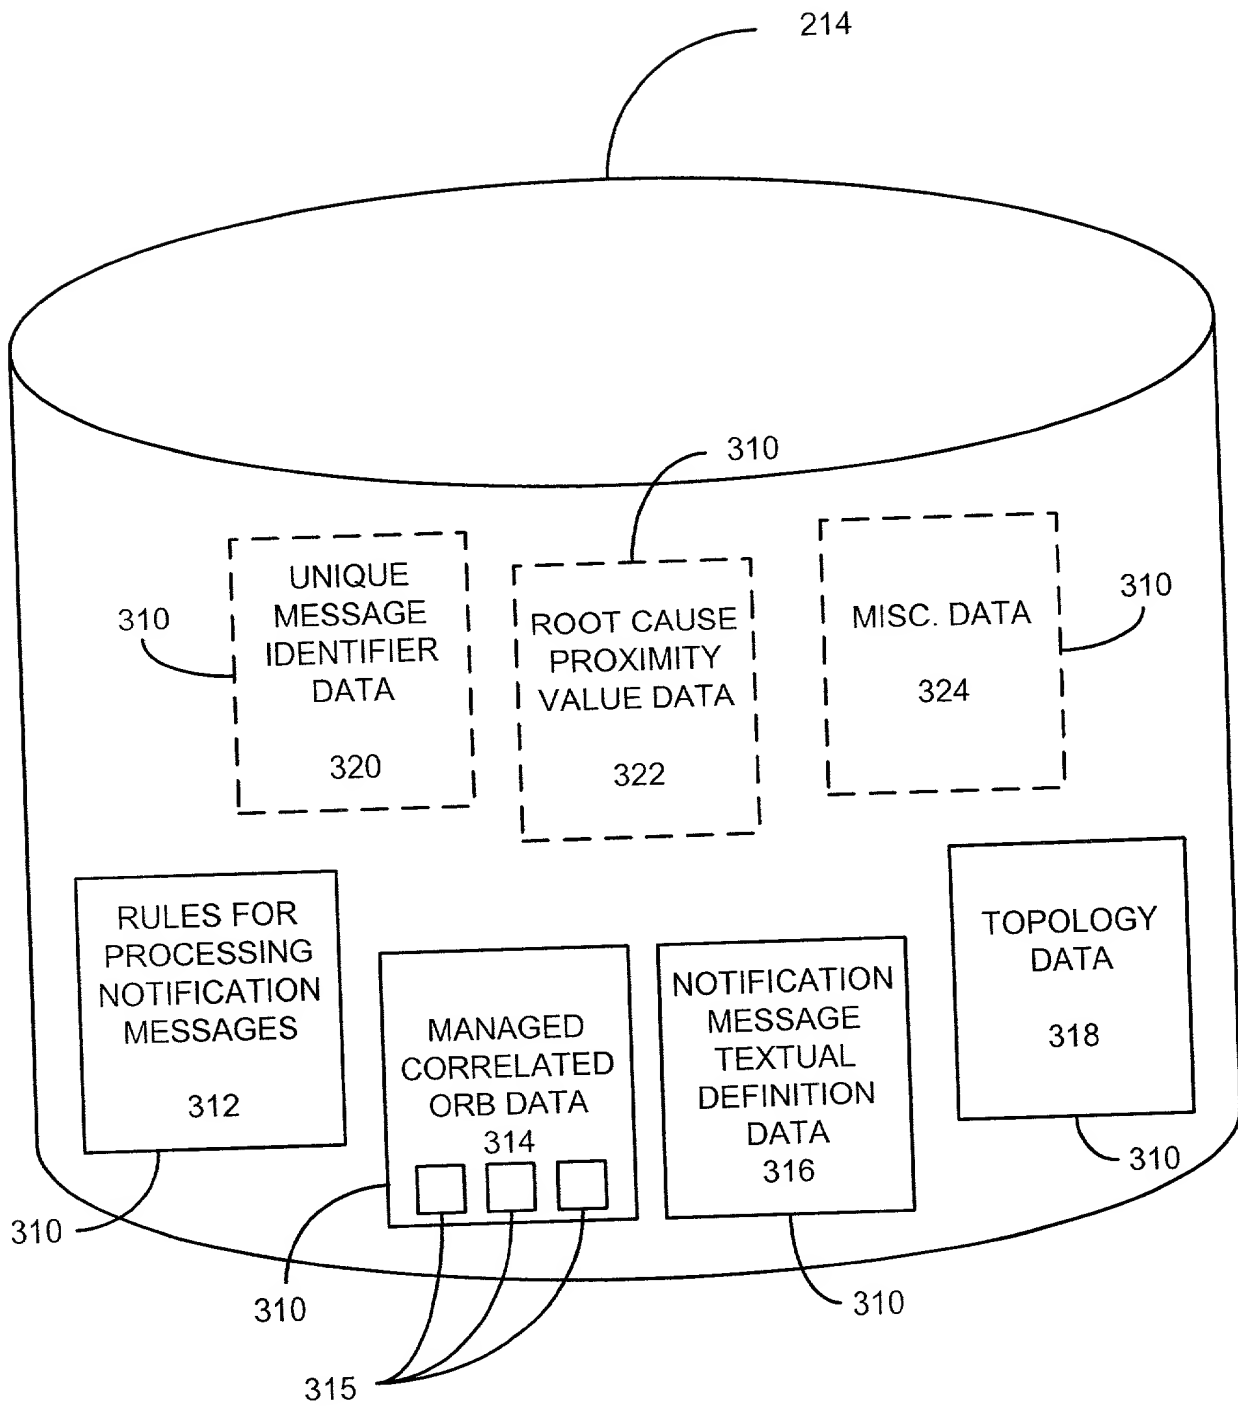 214
310
UNIQUE
MESSAGE
IDENTIFIER
DATA
320
310
ROOT CAUSE
PROXIMITY
VALUE DATA
322
MISC. DATA
324
310
RULES FOR
PROCESSING
NOTIFICATION
MESSAGES
312
310
MANAGED
CORRELATED
ORB DATA
314
310
315
NOTIFICATION
MESSAGE
TEXTUAL
DEFINITION
DATA
316
310
TOPOLOGY
DATA
318
310